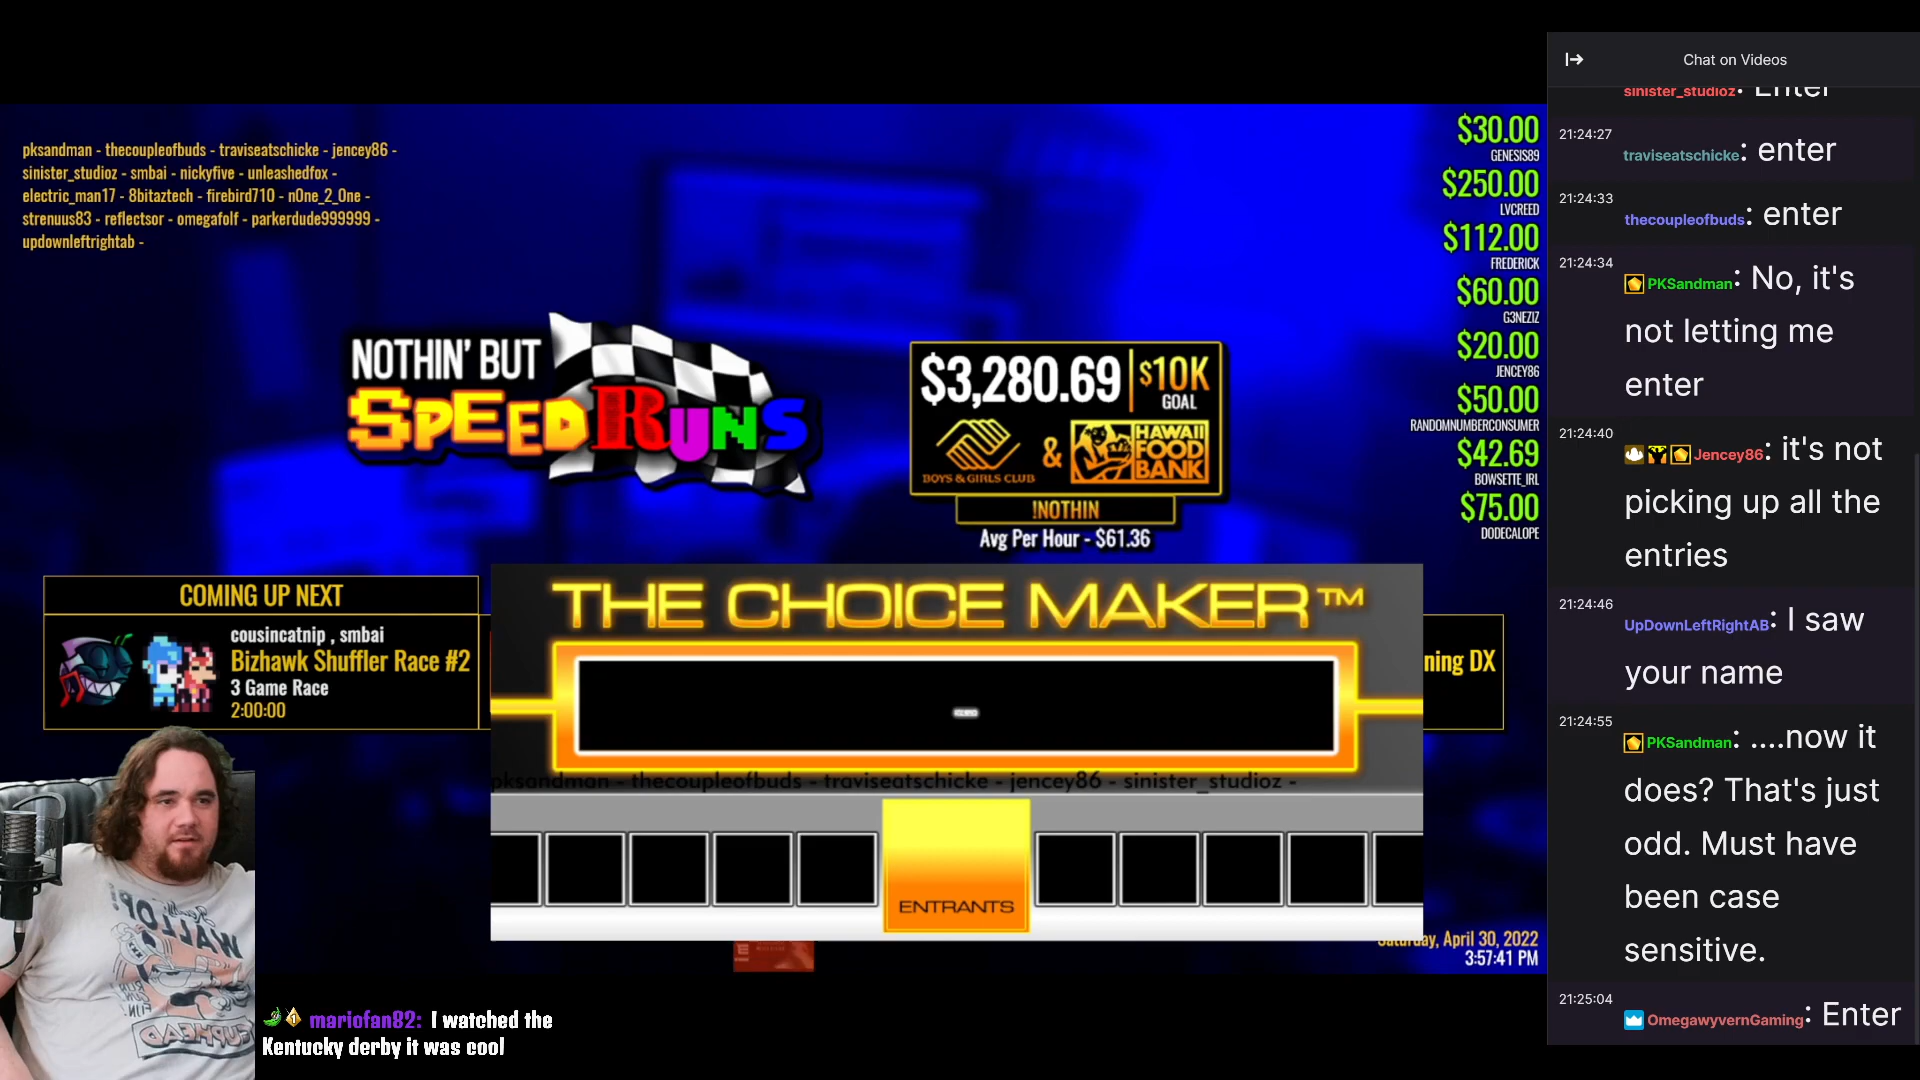 Chat on Videos
pksandman - thecoupleofbuds - traviseatschicke - jencey86 -
sinister_studioz - smbai - nickyfive - unleashedfox -
electric_man17 - 8bitaztech - firebird710 - n0ne_2_0ne -
strenuus83 - reflectsor - omegafolf - parkerdude999999 -
updownleftrightab -
NOTHIN' BUT
SPEEDRUNS
$3,280.69 $10K
GOAL
BOYS & GIRLS CLUB & HAWAII
FOOD
BANK
!NOTHIN
Avg Per Hour - $61.36
$30.00
GENESIS89
$250.00
LVCREED
$112.00
FREDERICK
$60.00
G3NEZIZ
$20.00
JENCEY86
$50.00
RANDOMNUMBERCONSUMER
$42.69
BOWSETTE_IRL
$75.00
DODECALOPE
COMING UP NEXT
cousincatnip , smbai
Bizhawk Shuffler Race #2
3 Game Race
2:00:00
THE CHOICE MAKER™
pksandman - thecoupleofbuds - traviseatschicke - jencey86 - sinister_studioz -
ENTRANTS
ning DX
Saturday, April 30, 2022
3:57:41 PM
mariofan82: I watched the
Kentucky derby it was cool
sinister_studioz: Enter
21:24:27
traviseatschicke: enter
21:24:33
thecoupleofbuds: enter
21:24:34
PKSandman: No, it's
not letting me
enter
21:24:40
Jencey86: it's not
picking up all the
entries
21:24:46
UpDownLeftRightAB: I saw
your name
21:24:55
PKSandman: ....now it
does? That's just
odd. Must have
been case
sensitive.
21:25:04
OmegawyvernGaming: Enter